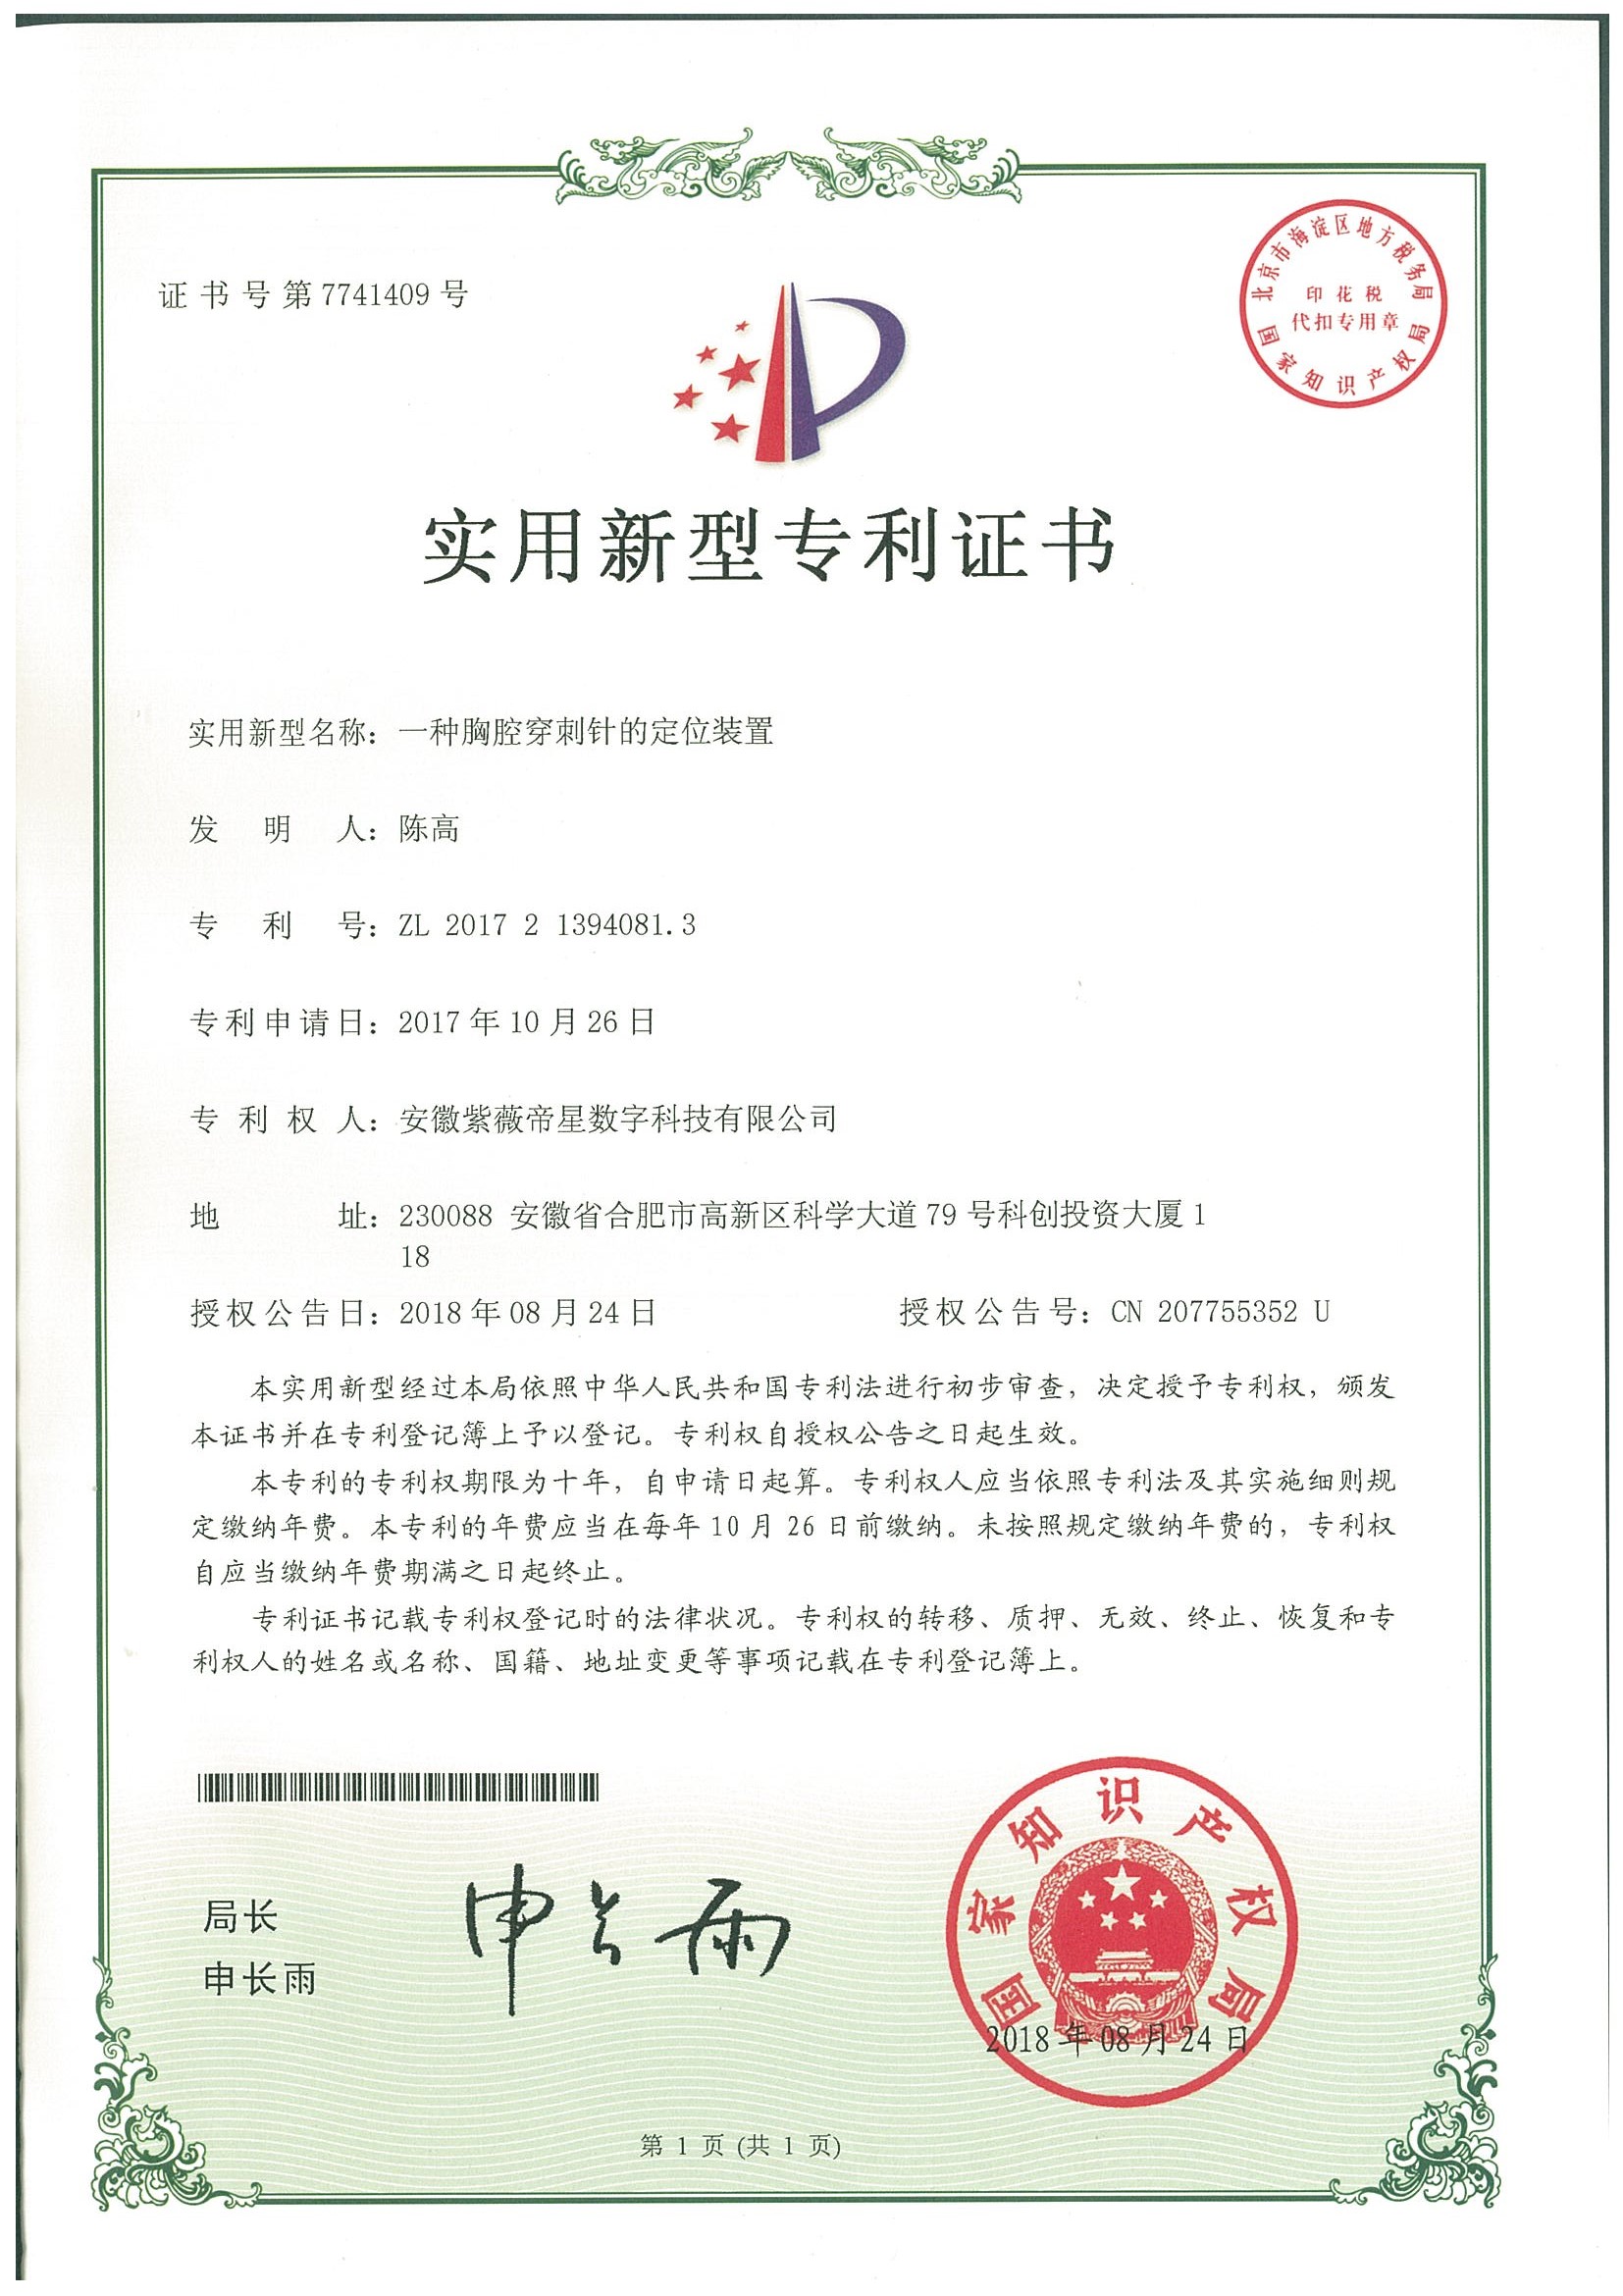 证书号第7741409号
北京市海淀区地方税务局
印花税
代扣专用章
国家知识产权局
实用新型专利证书
实用新型名称：一种胸腔穿刺针的定位装置
发明人：陈高
专利号：ZL 2017 2 1394081.3
专利申请日：2017年10月26日
专利权人：安徽紫薇帝星数字科技有限公司
地址：230088 安徽省合肥市高新区科学大道79号科创投资大厦1
18
授权公告日：2018年08月24日 授权公告号：CN 207755352 U
本实用新型经过本局依照中华人民共和国专利法进行初步审查，决定授予专利权，颁发
本证书并在专利登记簿上予以登记。专利权自授权公告之日起生效。
本专利的专利权期限为十年，自申请日起算。专利权人应当依照专利法及其实施细则规
定缴纳年费。本专利的年费应当在每年10月26日前缴纳。未按照规定缴纳年费的，专利权
自应当缴纳年费期满之日起终止。
专利证书记载专利权登记时的法律状况。专利权的转移、质押、无效、终止、恢复和专
利权人的姓名或名称、国籍、地址变更等事项记载在专利登记簿上。
局长
申长雨
申长雨
国家知识产权局
2018年08月24日
第1页(共1页)